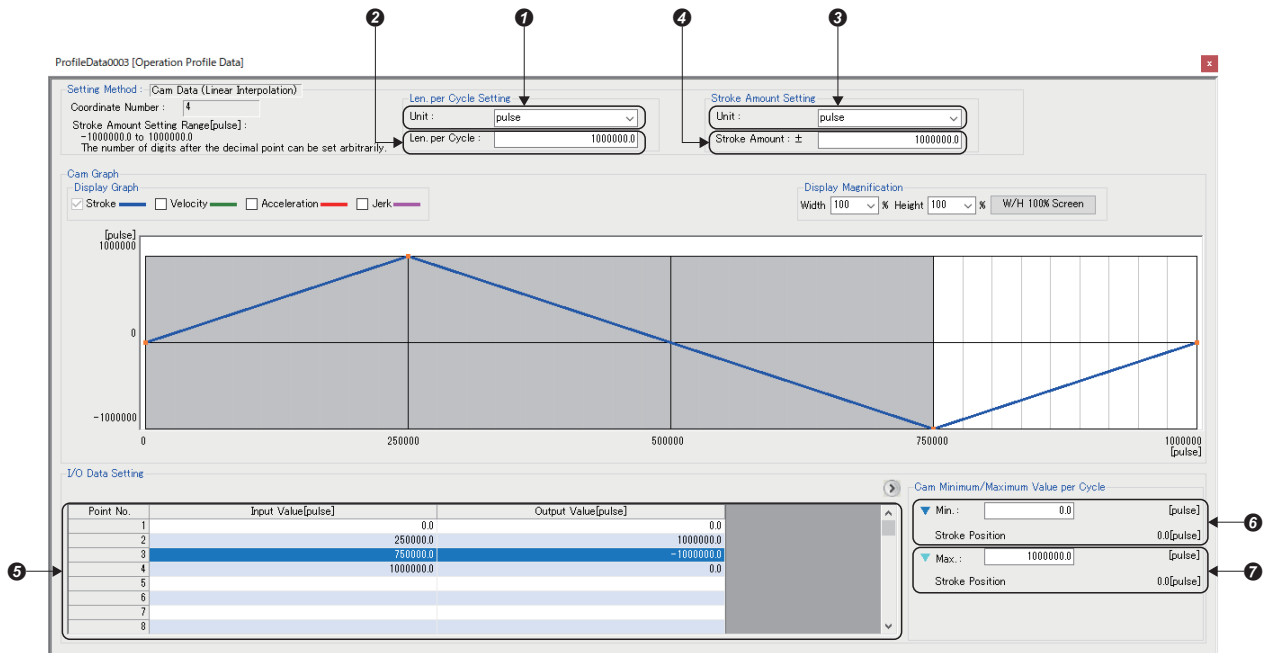 ❷ ❶ ❹ ❸
ProfileData0003 [Operation Profile Data] x
Setting Method : Cam Data (Linear Interpolation)
Coordinate Number : 4
Stroke Amount Setting Range[pulse] :
-1000000.0 to 1000000.0
The number of digits after the decimal point can be set arbitrarily.
Len. per Cycle Setting
Unit : pulse
Len. per Cycle : 1000000.0
Stroke Amount Setting
Unit : pulse
Stroke Amount : ± 1000000.0
Cam Graph
Display Graph
Stroke Velocity Acceleration Jerk
Display Magnification
Width 100 % Height 100 % W/H 100% Screen
[pulse]
1000000
0
-1000000
0 250000 500000 750000 1000000
[pulse]
I/O Data Setting
Point No. Input Value[pulse] Output Value[pulse]
1 0.0 0.0
2 250000.0 1000000.0
3 750000.0 -1000000.0
4 1000000.0 0.0
5
6
7
8
❺
Cam Minimum/Maximum Value per Cycle
Min. : 0.0 [pulse]
Stroke Position 0.0[pulse]
❻
Max. : 1000000.0 [pulse]
Stroke Position 0.0[pulse]
❼